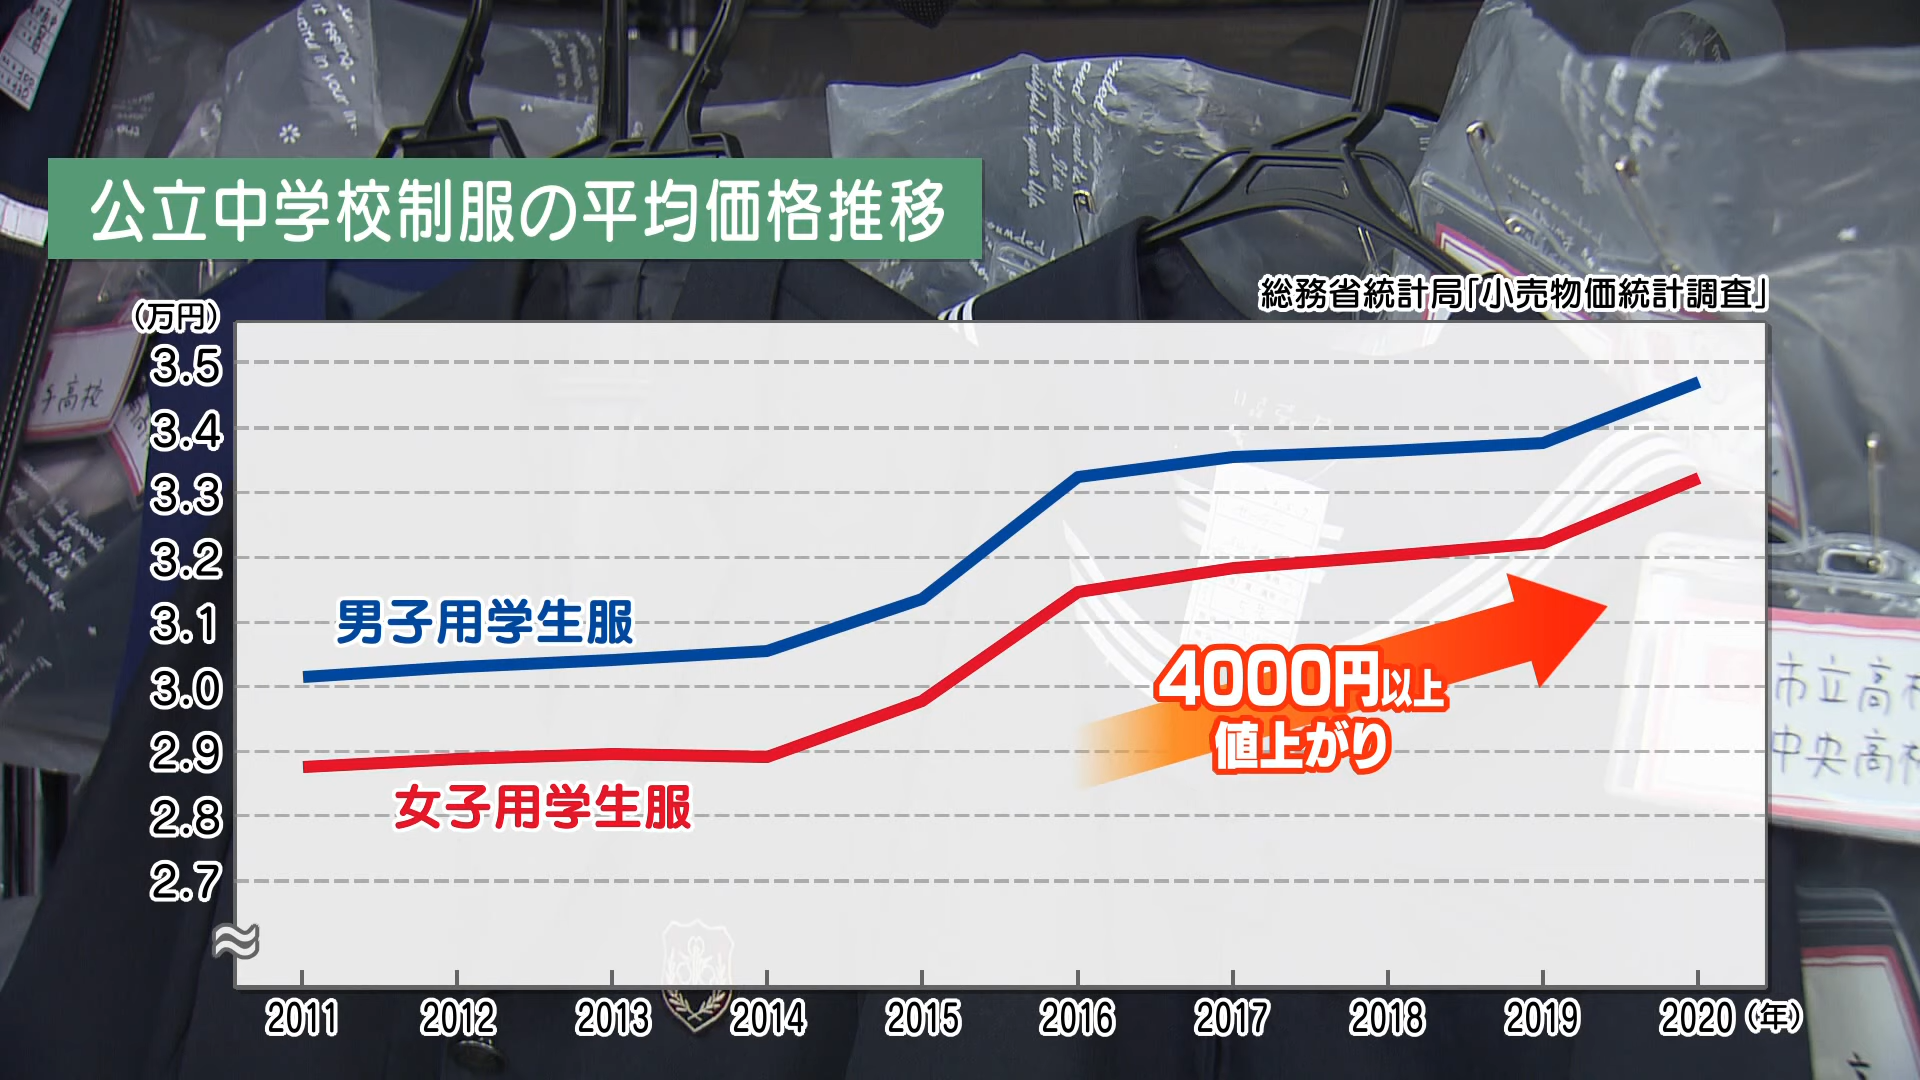 公立中学校制服の平均価格推移
総務省統計局「小売物価統計調査」
(万円)
3.5
3.4
3.3
3.2
3.1
3.0
2.9
2.8
2.7
男子用学生服
女子用学生服
4000円以上
値上がり
2011 2012 2013 2014 2015 2016 2017 2018 2019 2020 (年)
市立高
中央高
高校